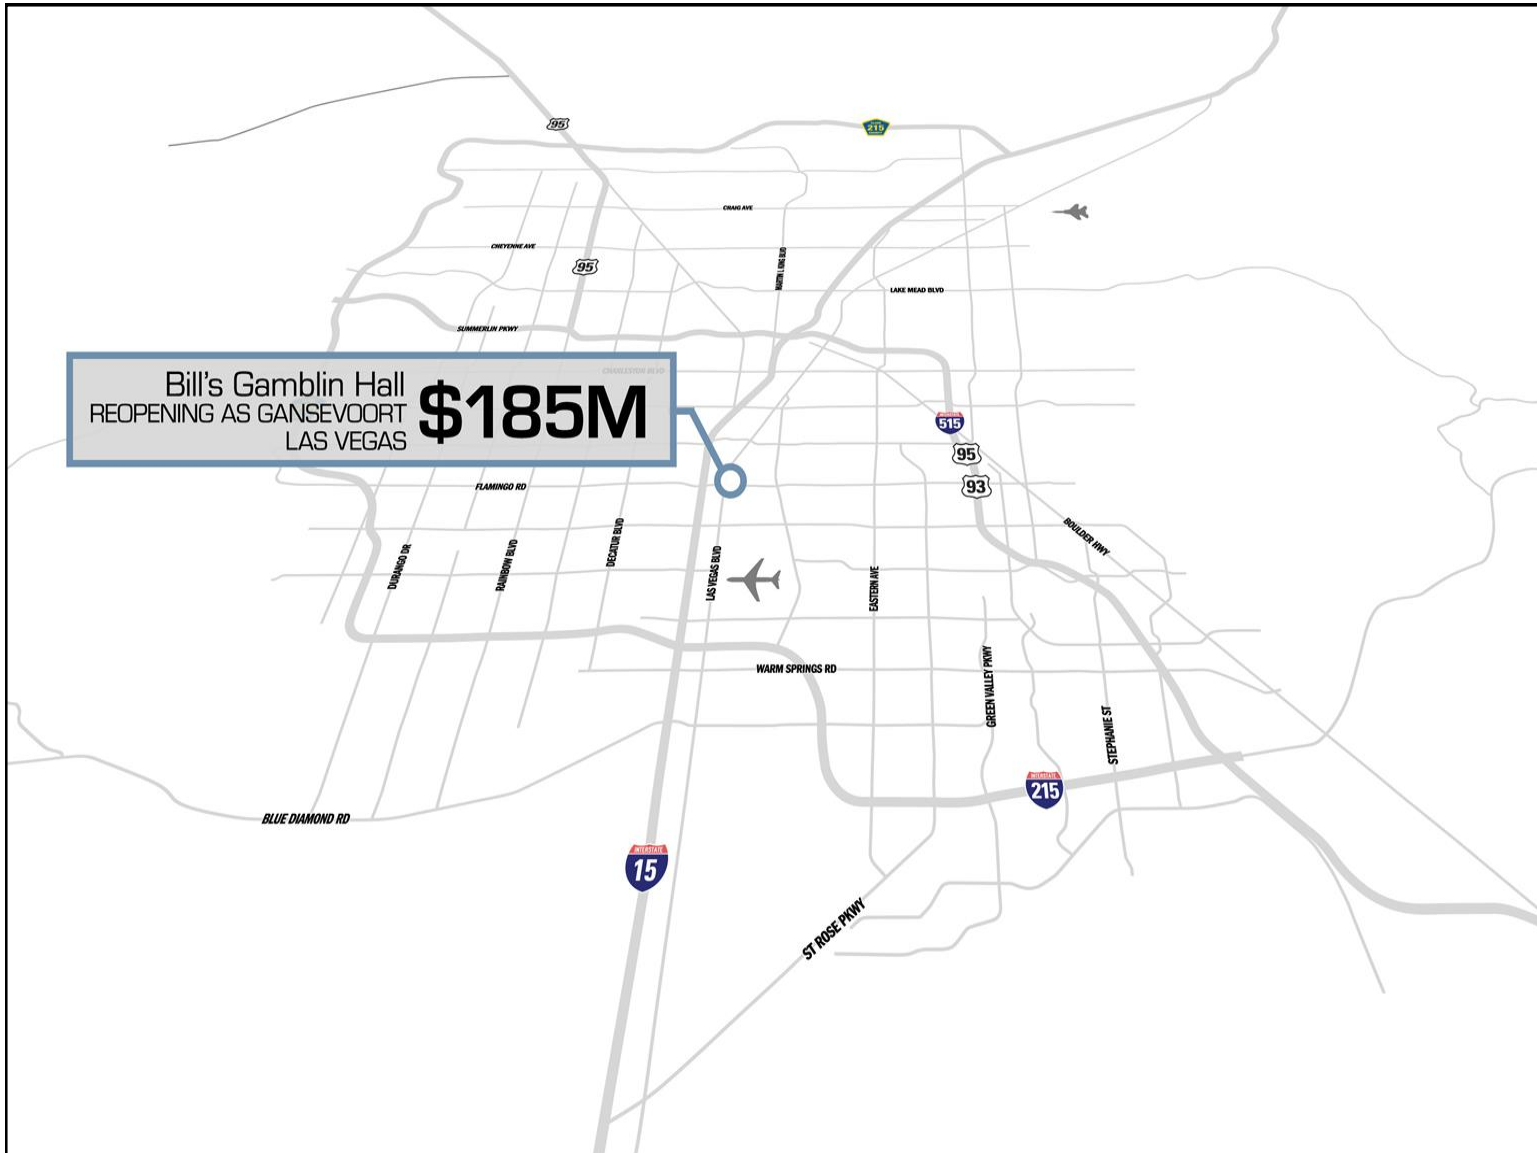 95
215
CRAIG AVE
CHEYENNE AVE
MARTIN L KING BLVD
95
LAKE MEAD BLVD
SUMMERLIN PKWY
CHARLESTON BLVD
Bill's Gamblin Hall
REOPENING AS GANSEVOORT
LAS VEGAS
$185M
515
95
93
FLAMINGO RD
BOULDER HWY
DURANGO DR
RAINBOW BLVD
DECATUR BLVD
LAS VEGAS BLVD
EASTERN AVE
WARM SPRINGS RD
GREEN VALLEY PKWY
STEPHANIE ST
INTERSTATE
215
BLUE DIAMOND RD
INTERSTATE
15
ST ROSE PKWY